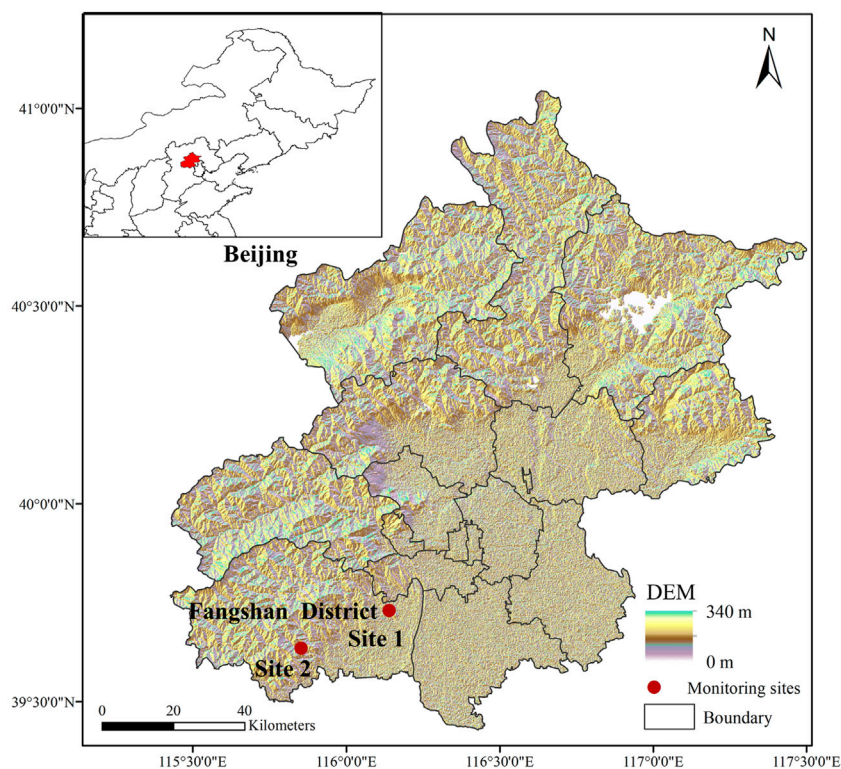 N
41°0'0"N
Beijing
40°30'0"N
40°0'0"N
DEM
340 m
0 m
Fangshan District
Site 1
Site 2
Monitoring sites
Boundary
39°30'0"N
0 20 40
Kilometers
115°30'0"E 116°0'0"E 116°30'0"E 117°0'0"E 117°30'0"E